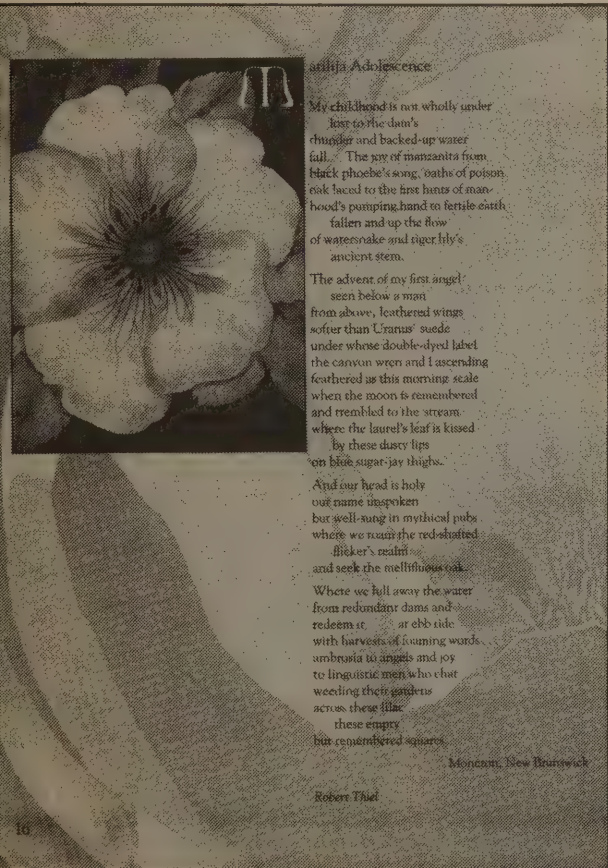 Matilija Adolescence
My childhood is not wholly under
lost to the dam's
thunder and backed-up water
fall. The joy of manzanita from
black phoebe's song, oaths of poison
oak laced to the first hints of man-
hood's pumping hand to fertile earth
fallen and up the flow
of watersnake and tiger lily's
ancient stem.
The advent of my first angel
seen below a man
from above, feathered wings
softer than Uranus' suede
under whose double-dyed label
the canyon wren and I ascending
feathered as this morning scale
when the moon is remembered
and trembled to the stream
where the laurel's leaf is kissed
by these dusty lips
on blue sugar-jay thighs.
And our head is holy
our name unspoken
but well-sung in mythical pubs
where we roam the red-shafted
flicker's realm
and seek the mellifluous oak.
Where we lull away the water
from redundant dams and
redeem it, at ebb tide
with harvests of foaming words . . .
ambrosia to angels and joy
to linguistic men who chat
weeding their gardens
across these lilac
these empty
but remembered squares.
Moncton, New Brunswick
Robert Thiel
16